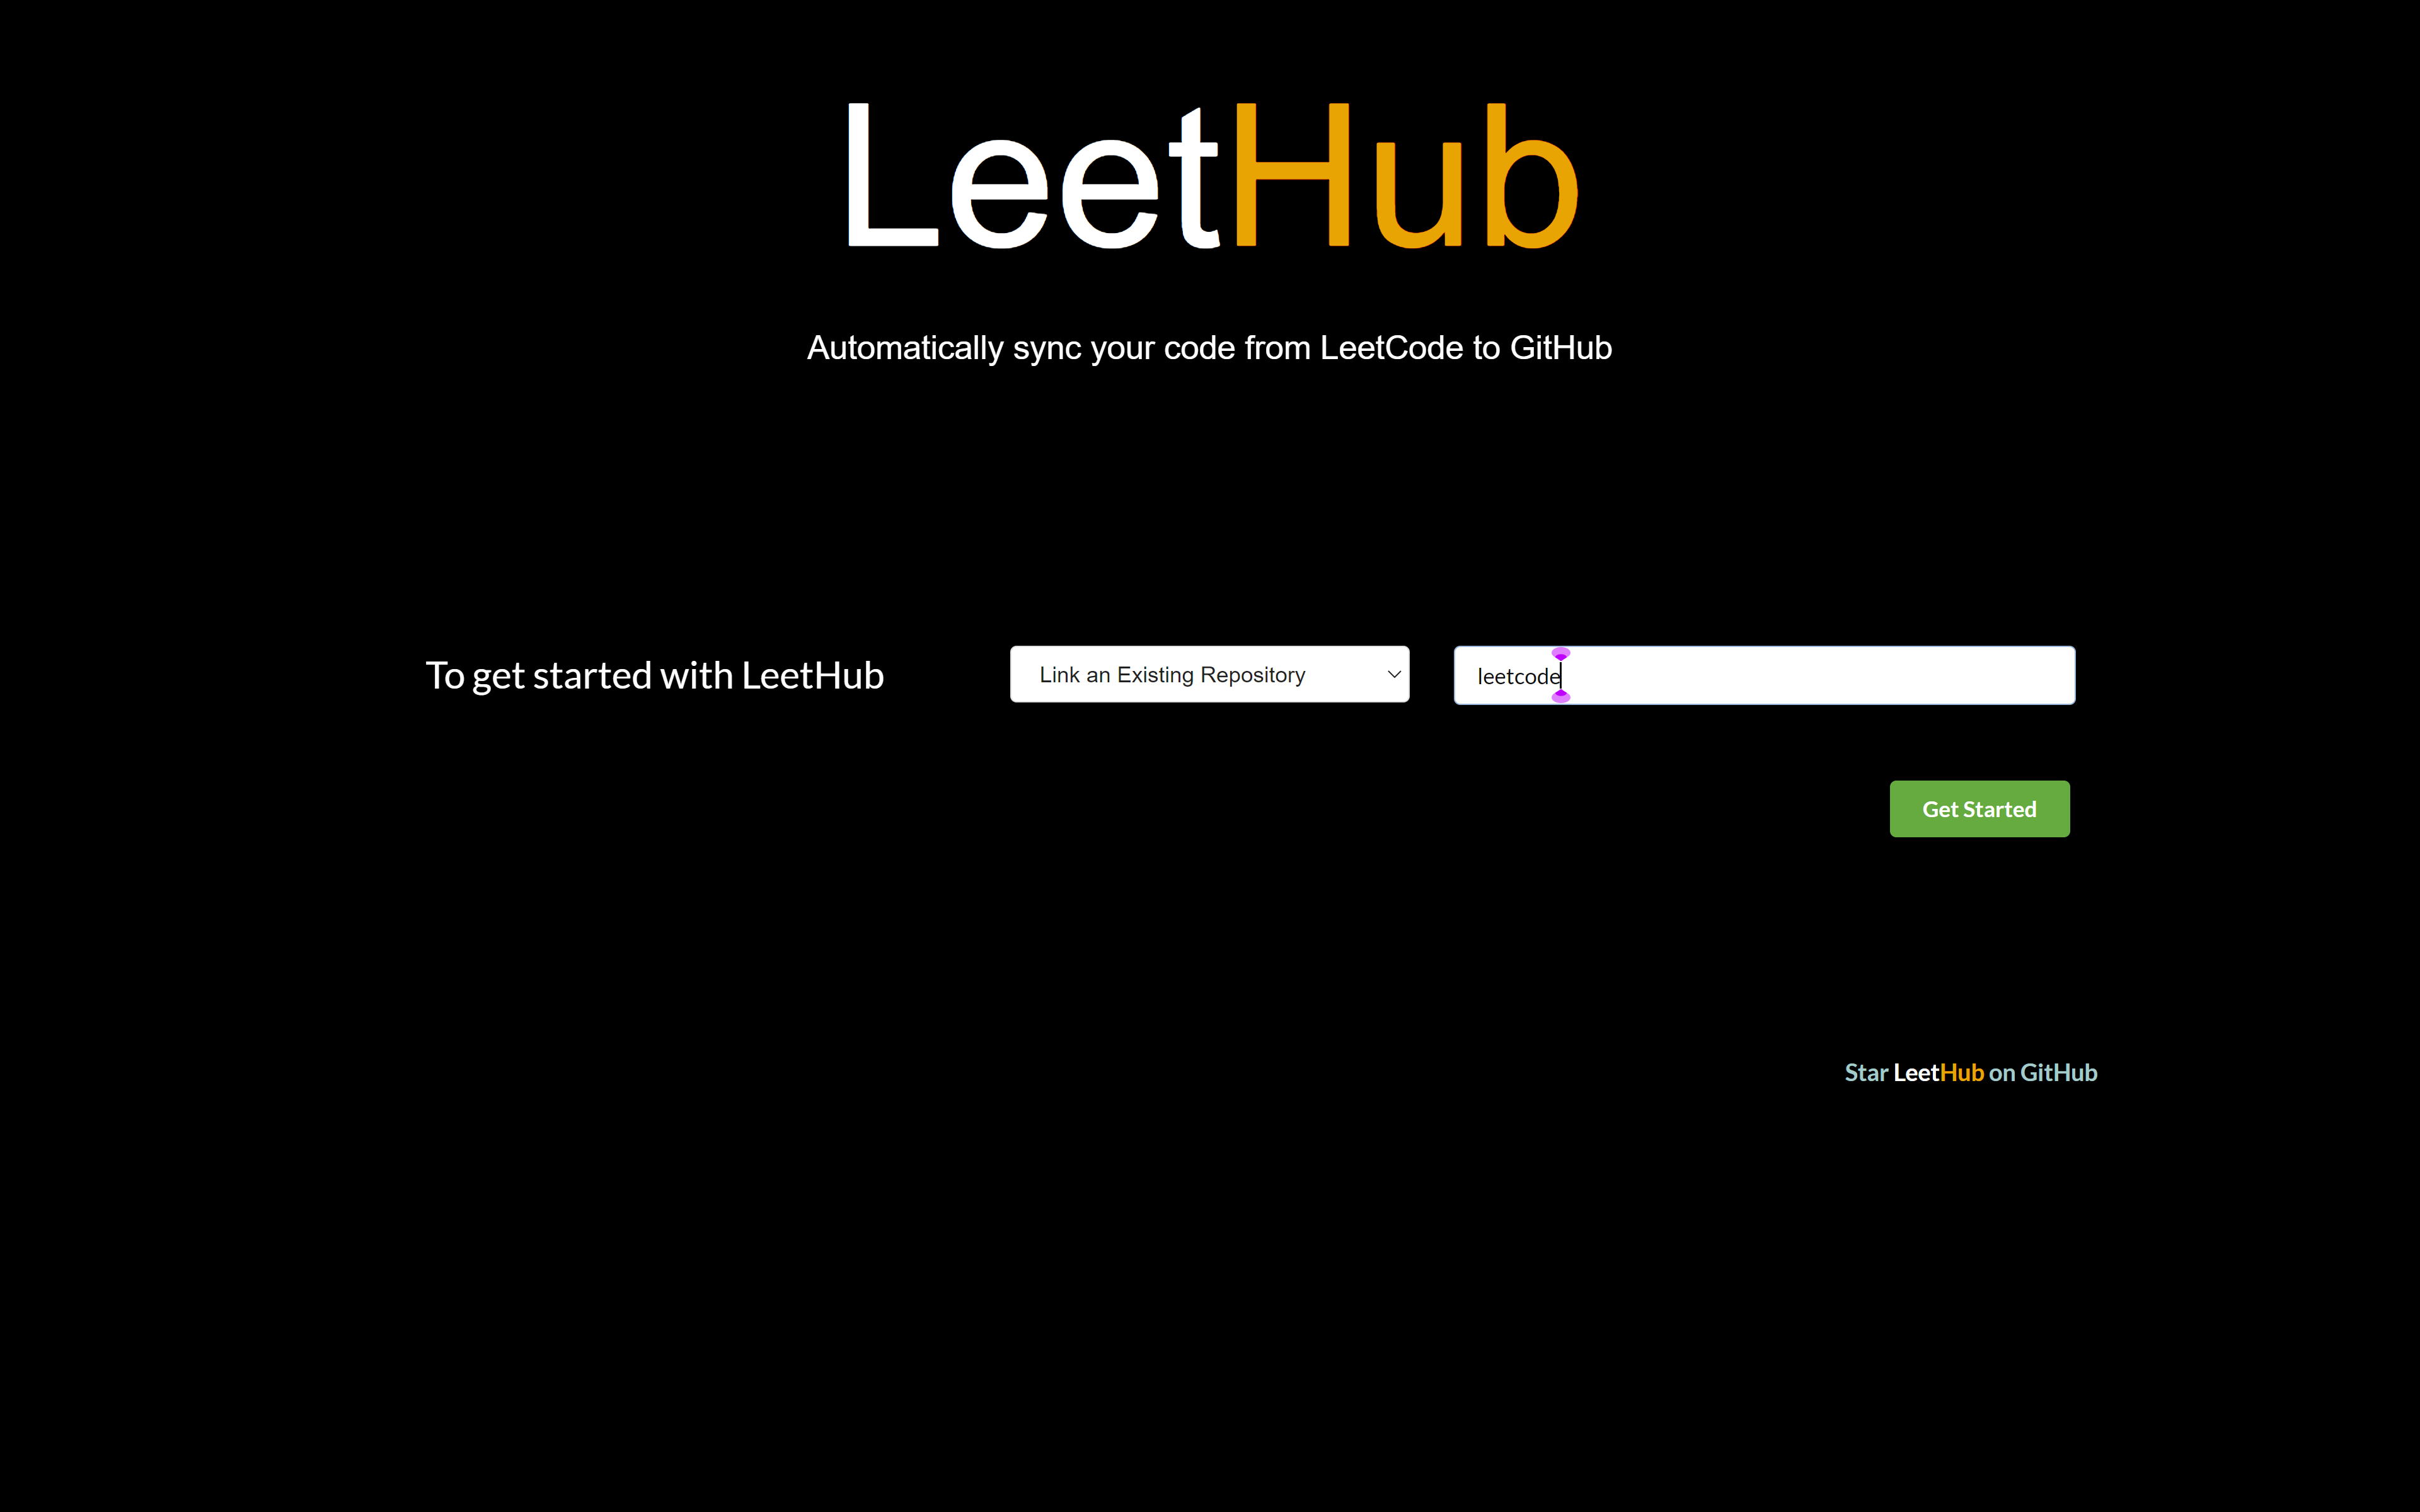 LeetHub
Automatically sync your code from LeetCode to GitHub
To get started with LeetHub
Link an Existing Repository
leetcode
Get Started
Star LeetHub on GitHub